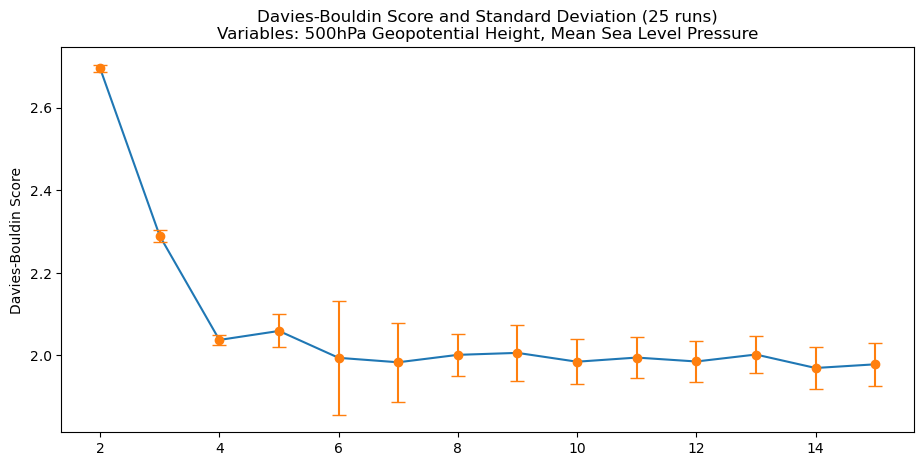 Davies-Bouldin Score and Standard Deviation (25 runs)
Variables: 500hPa Geopotential Height, Mean Sea Level Pressure
Davies-Bouldin Score
2.6
2.4
2.2
2.0
2 4 6 8 10 12 14